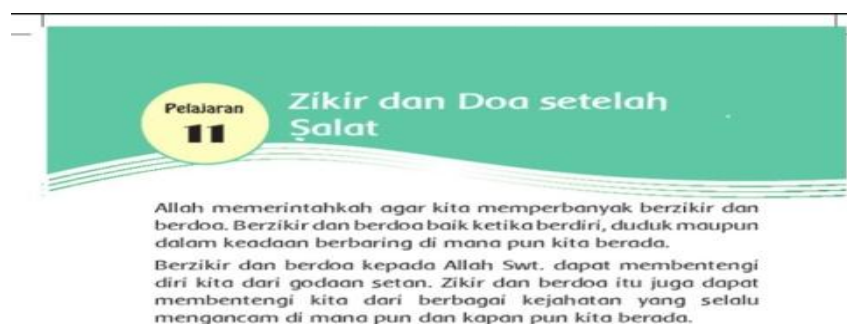 Pelajaran
11
Zikir dan Doa setelah
Ṣalat
Allah memerintahkah agar kita memperbanyak berzikir dan
berdoa. Berzikir dan berdoa baik ketika berdiri, duduk maupun
dalam keadaan berbaring di mana pun kita berada.
Berzikir dan berdoa kepada Allah Swt. dapat membentengi
diri kita dari godaan setan. Zikir dan berdoa itu juga dapat
membentengi kita dari berbagai kejahatan yang selalu
mengancam di mana pun dan kapan pun kita berada.